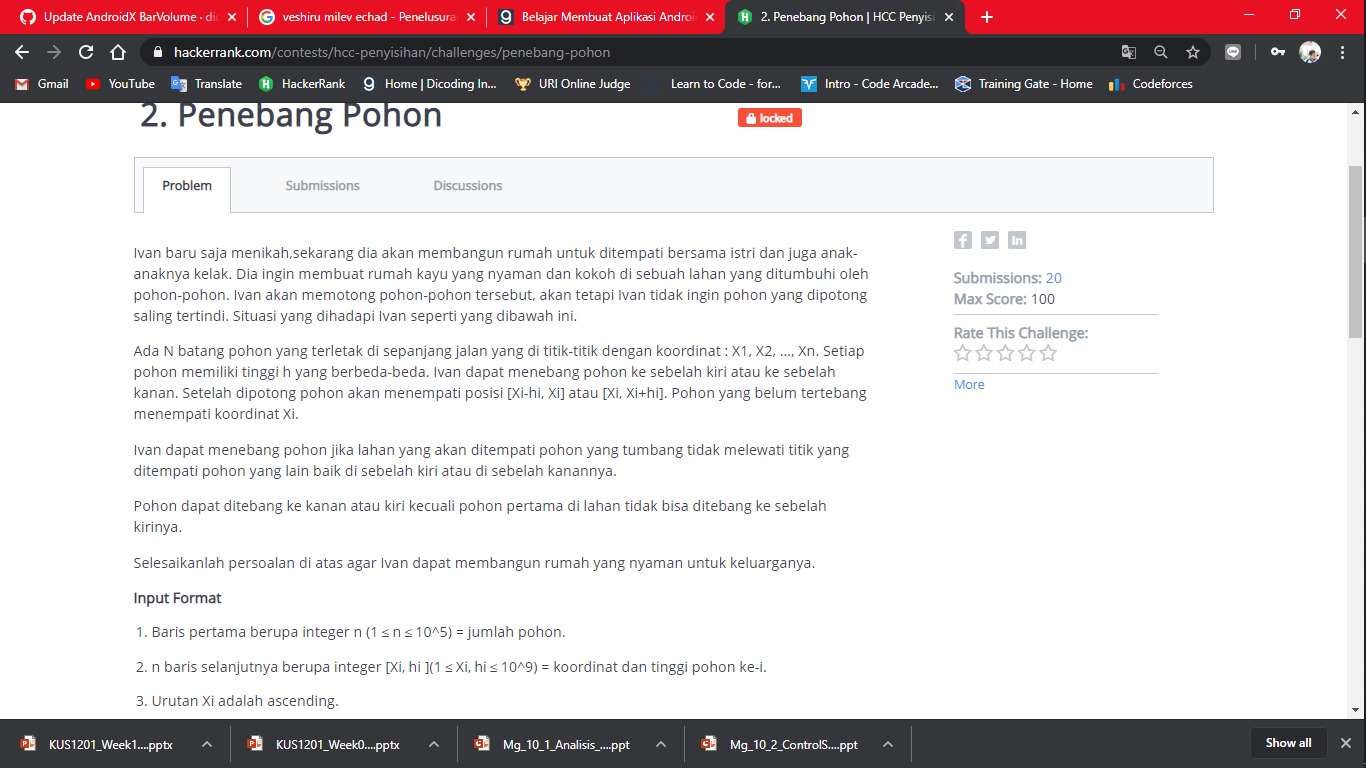 Update AndroidX BarVolume · dic
veshiru milev echad - Penelusura
Belajar Membuat Aplikasi Androi
2. Penebang Pohon | HCC Penyisi
hackerrank.com/contests/hcc-penyisihan/challenges/penebang-pohon
Gmail YouTube Translate HackerRank Home | Dicoding In... URI Online Judge Learn to Code - for... Intro - Code Arcade... Training Gate - Home Codeforces
2. Penebang Pohon
locked
Problem Submissions Discussions
Ivan baru saja menikah,sekarang dia akan membangun rumah untuk ditempati bersama istri dan juga anak-
anaknya kelak. Dia ingin membuat rumah kayu yang nyaman dan kokoh di sebuah lahan yang ditumbuhi oleh
pohon-pohon. Ivan akan memotong pohon-pohon tersebut, akan tetapi Ivan tidak ingin pohon yang dipotong
saling tertindi. Situasi yang dihadapi Ivan seperti yang dibawah ini.
Ada N batang pohon yang terletak di sepanjang jalan yang di titik-titik dengan koordinat : X1, X2, ..., Xn. Setiap
pohon memiliki tinggi h yang berbeda-beda. Ivan dapat menebang pohon ke sebelah kiri atau ke sebelah
kanan. Setelah dipotong pohon akan menempati posisi [Xi-hi, Xi] atau [Xi, Xi+hi]. Pohon yang belum tertebang
menempati koordinat Xi.
Ivan dapat menebang pohon jika lahan yang akan ditempati pohon yang tumbang tidak melewati titik yang
ditempati pohon yang lain baik di sebelah kiri atau di sebelah kanannya.
Pohon dapat ditebang ke kanan atau kiri kecuali pohon pertama di lahan tidak bisa ditebang ke sebelah
kirinya.
Selesaikanlah persoalan di atas agar Ivan dapat membangun rumah yang nyaman untuk keluarganya.
Input Format
1. Baris pertama berupa integer n (1 ≤ n ≤ 10^5) = jumlah pohon.
2. n baris selanjutnya berupa integer [Xi, hi ](1 ≤ Xi, hi ≤ 10^9) = koordinat dan tinggi pohon ke-i.
3. Urutan Xi adalah ascending.
Submissions: 20
Max Score: 100
Rate This Challenge:
More
KUS1201_Week1....pptx KUS1201_Week0....pptx Mg_10_1_Analisis_....ppt Mg_10_2_ControlS....ppt Show all